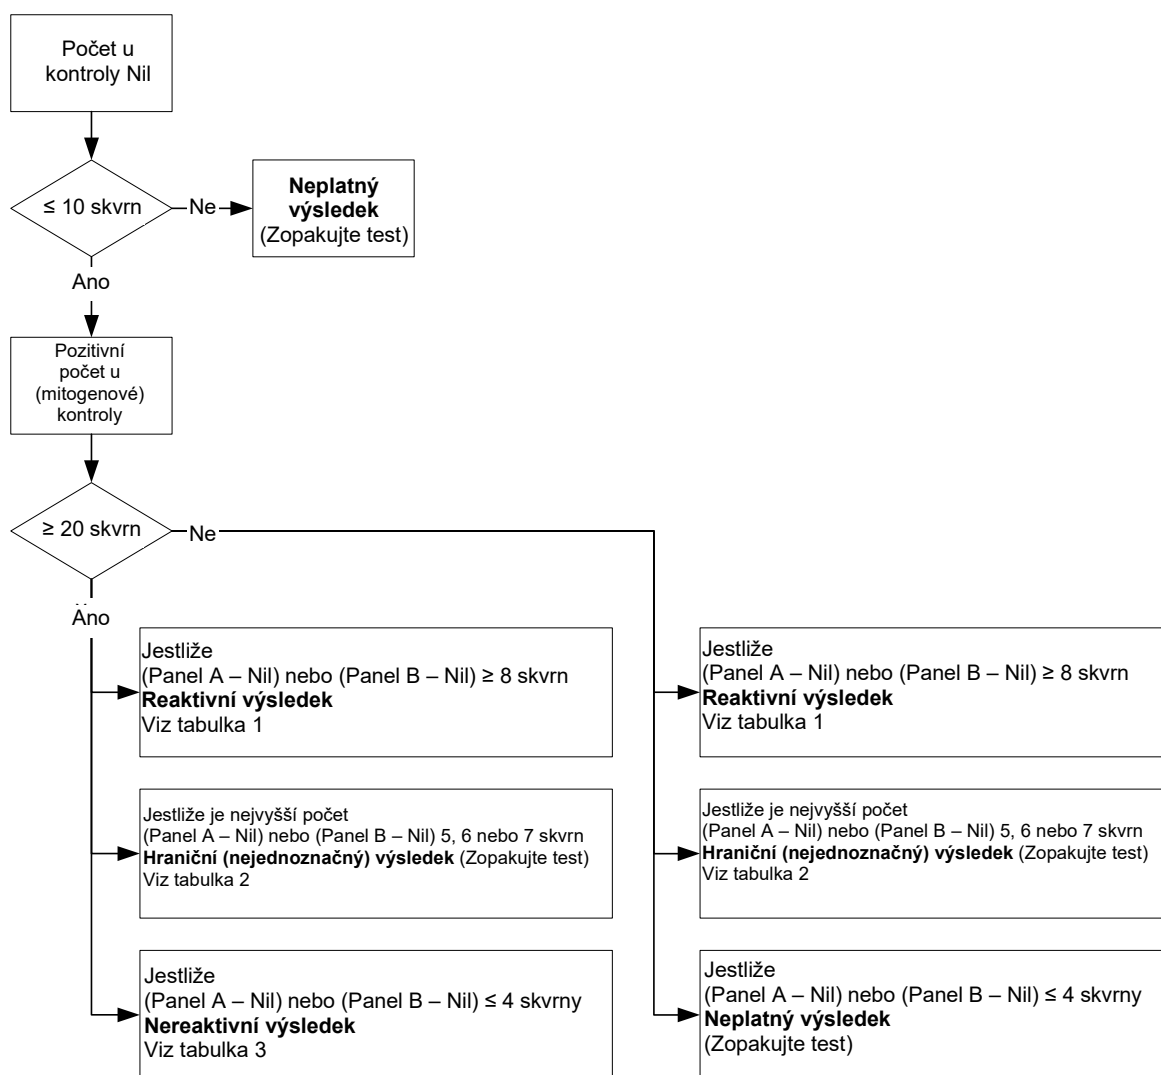 Počet u
kontroly Nil
≤ 10 skvrn
Ne
Neplatný
výsledek
(Zopakujte test)
Ano
Pozitivní
počet u
(mitogenové)
kontroly
≥ 20 skvrn
Ne
Ano
Jestliže
(Panel A – Nil) nebo (Panel B – Nil) ≥ 8 skvrn
Reaktivní výsledek
Viz tabulka 1
Jestliže je nejvyšší počet
(Panel A – Nil) nebo (Panel B – Nil) 5, 6 nebo 7 skvrn
Hraniční (nejednoznačný) výsledek (Zopakujte test)
Viz tabulka 2
Jestliže
(Panel A – Nil) nebo (Panel B – Nil) ≤ 4 skvrny
Nereaktivní výsledek
Viz tabulka 3
Jestliže
(Panel A – Nil) nebo (Panel B – Nil) ≥ 8 skvrn
Reaktivní výsledek
Viz tabulka 1
Jestliže je nejvyšší počet
(Panel A – Nil) nebo (Panel B – Nil) 5, 6 nebo 7 skvrn
Hraniční (nejednoznačný) výsledek (Zopakujte test)
Viz tabulka 2
Jestliže
(Panel A – Nil) nebo (Panel B – Nil) ≤ 4 skvrny
Neplatný výsledek
(Zopakujte test)